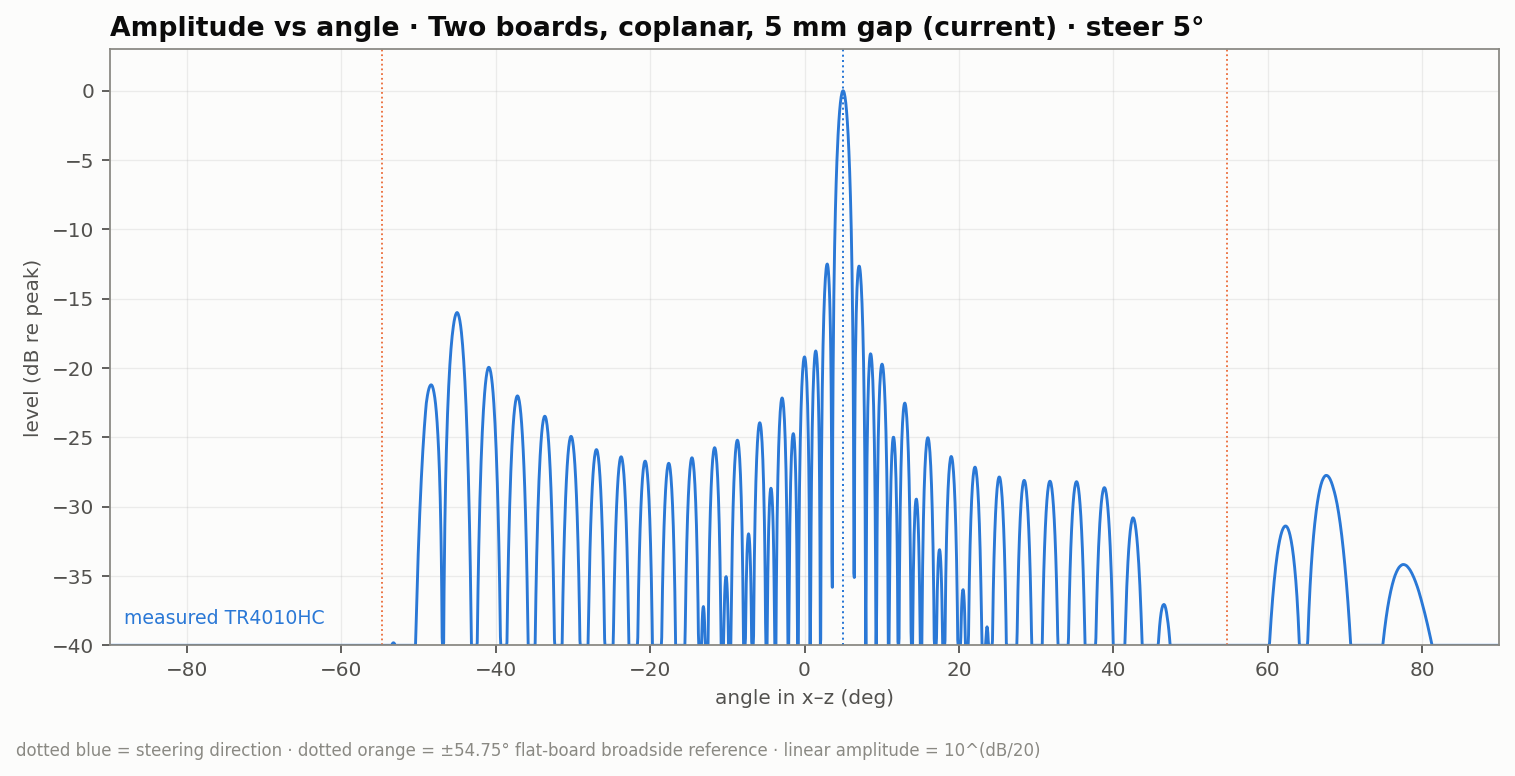 Amplitude vs angle · Two boards, coplanar, 5 mm gap (current) · steer 5°
0
−5
−10
−15
−20
−25
−30
−35
−40
level (dB re peak)
measured TR4010HC
−80 −60 −40 −20 0 20 40 60 80
angle in x–z (deg)
dotted blue = steering direction · dotted orange = ±54.75° flat-board broadside reference · linear amplitude = 10^(dB/20)